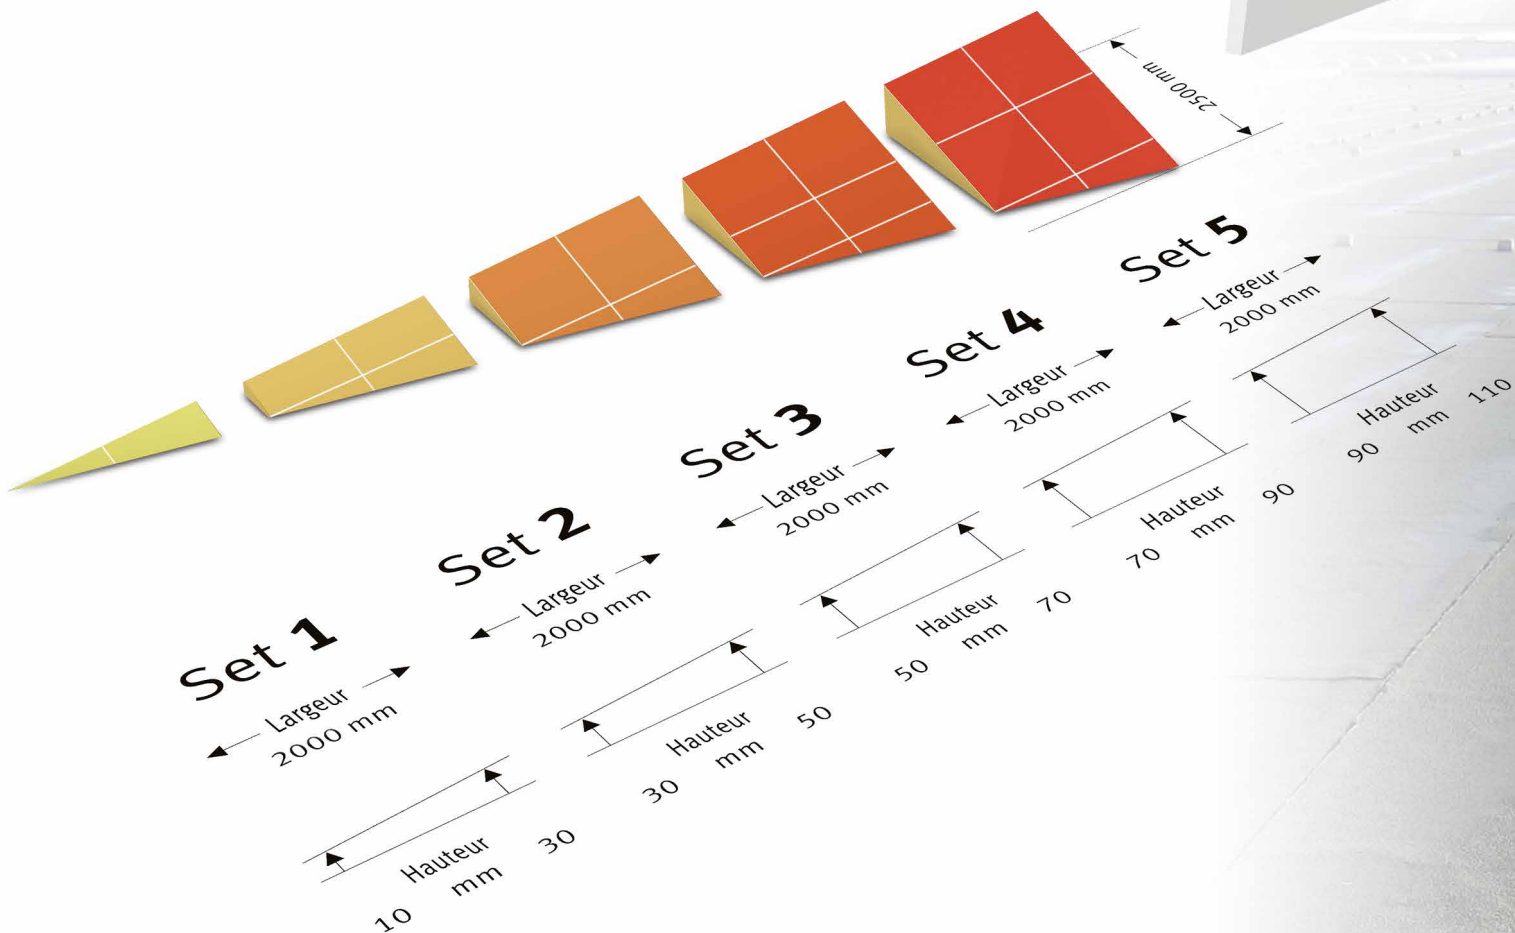 2500 mm
Set 1
Largeur
2000 mm
Hauteur
10 mm 30
Set 2
Largeur
2000 mm
Hauteur
30 mm 50
Set 3
Largeur
2000 mm
Hauteur
50 mm 70
Set 4
Largeur
2000 mm
Hauteur
70 mm 90
Set 5
Largeur
2000 mm
Hauteur
90 mm 110